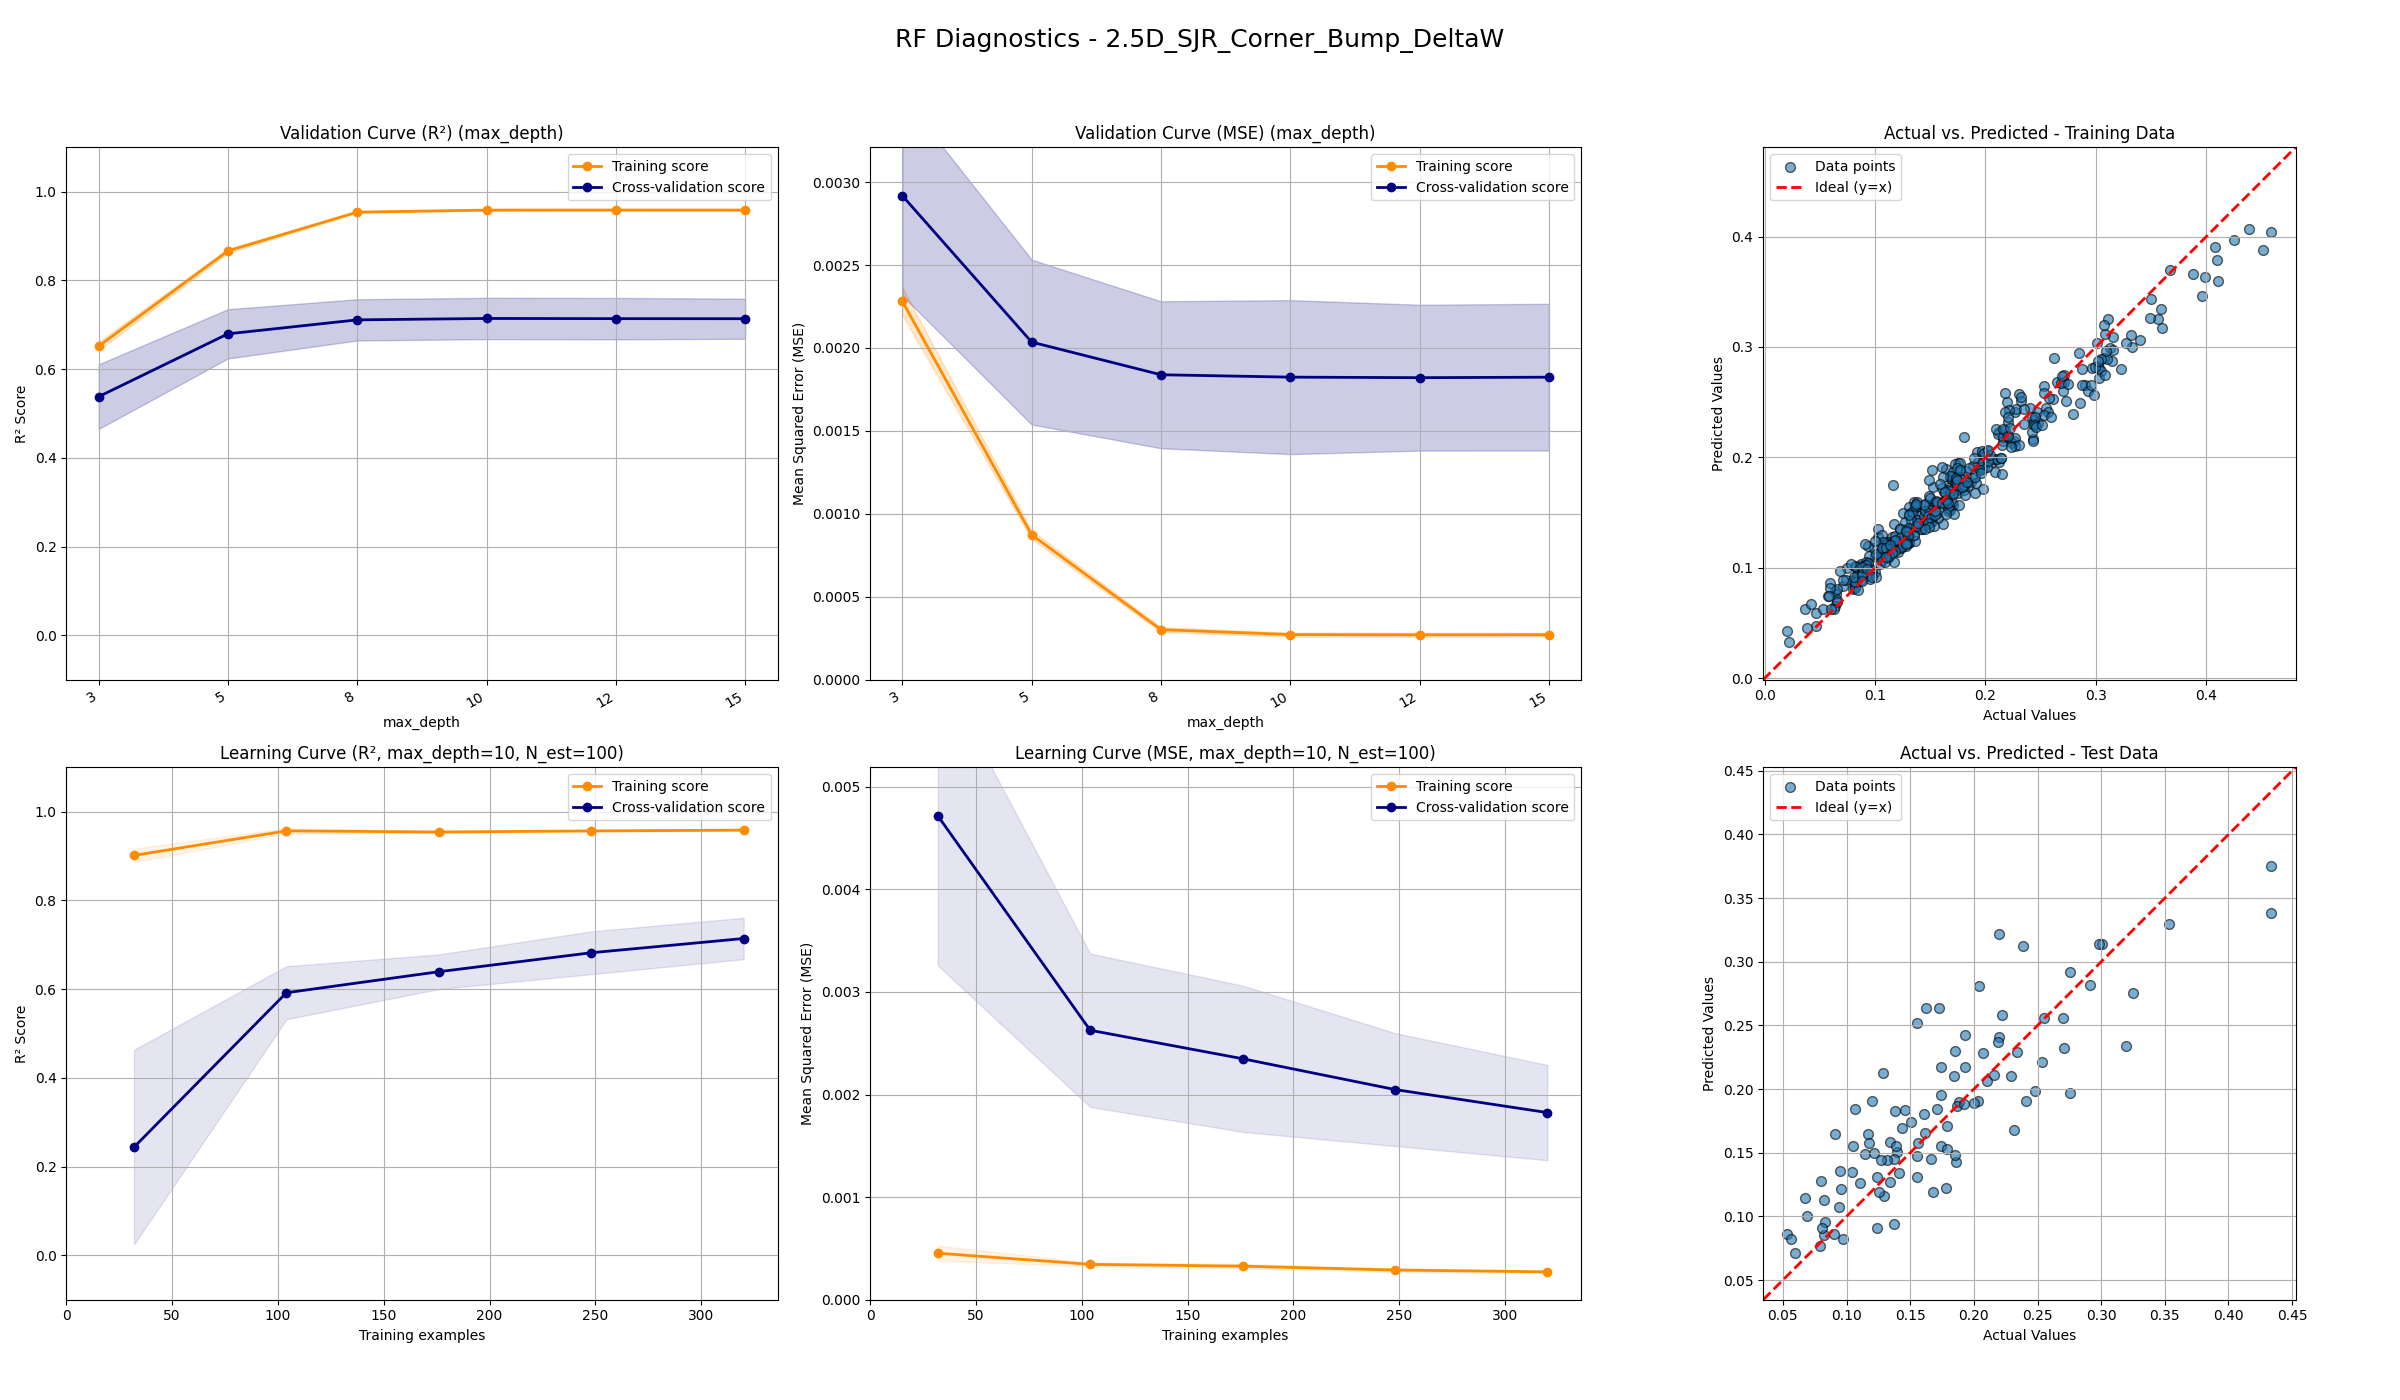 RF Diagnostics - 2.5D_SJR_Corner_Bump_DeltaW
Validation Curve (R²) (max_depth)
Training score
Cross-validation score
1.0
0.8
0.6
0.4
0.2
0.0
R² Score
3
5
8
10
12
15
max_depth
Validation Curve (MSE) (max_depth)
Training score
Cross-validation score
0.0030
0.0025
0.0020
0.0015
0.0010
0.0005
0.0000
Mean Squared Error (MSE)
3
5
8
10
12
15
max_depth
Actual vs. Predicted - Training Data
Data points
Ideal (y=x)
0.4
0.3
0.2
0.1
0.0
Predicted Values
0.0
0.1
0.2
0.3
0.4
Actual Values
Learning Curve (R², max_depth=10, N_est=100)
Training score
Cross-validation score
1.0
0.8
0.6
0.4
0.2
0.0
R² Score
0
50
100
150
200
250
300
Training examples
Learning Curve (MSE, max_depth=10, N_est=100)
Training score
Cross-validation score
0.005
0.004
0.003
0.002
0.001
0.000
Mean Squared Error (MSE)
0
50
100
150
200
250
300
Training examples
Actual vs. Predicted - Test Data
Data points
Ideal (y=x)
0.45
0.40
0.35
0.30
0.25
0.20
0.15
0.10
0.05
Predicted Values
0.05
0.10
0.15
0.20
0.25
0.30
0.35
0.40
0.45
Actual Values